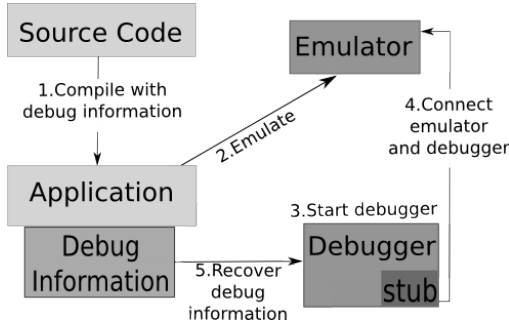 Source Code
Emulator
1.Compile with
debug information
2.Emulate
4.Connect
emulator
and debugger
Application
3.Start debugger
Debug
Information
Debugger
stub
5.Recover
debug
information